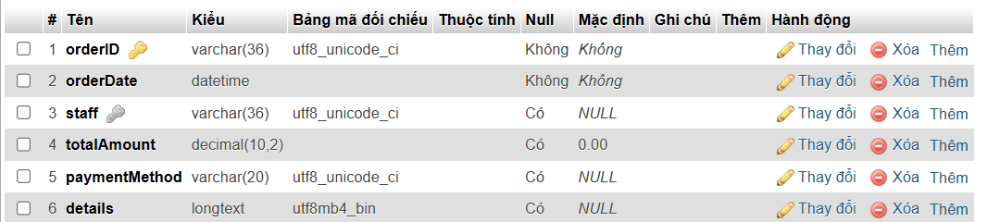 # Tên Kiểu Bảng mã đối chiếu Thuộc tính Null Mặc định Ghi chú Thêm Hành động
1 orderID varchar(36) utf8_unicode_ci Không Không Thay đổi Xóa Thêm
2 orderDate datetime Không Không Thay đổi Xóa Thêm
3 staff varchar(36) utf8_unicode_ci Có NULL Thay đổi Xóa Thêm
4 totalAmount decimal(10,2) Có 0.00 Thay đổi Xóa Thêm
5 paymentMethod varchar(20) utf8_unicode_ci Có NULL Thay đổi Xóa Thêm
6 details longtext utf8mb4_bin Có NULL Thay đổi Xóa Thêm